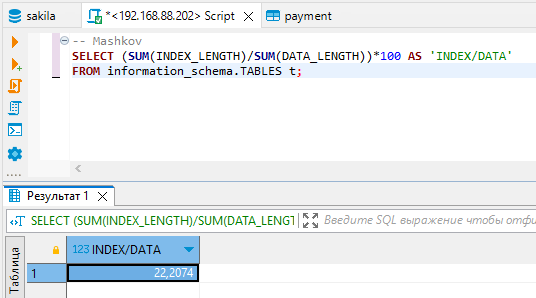 sakila
*<192.168.88.202> Script
payment
-- Mashkov
SELECT (SUM(INDEX_LENGTH)/SUM(DATA_LENGTH))*100 AS 'INDEX/DATA'
FROM information_schema.TABLES t;
Результат 1
SELECT (SUM(INDEX_LENGTH)/SUM(DATA_LENGT
Введите SQL выражение чтобы отфи
Таблица
123 INDEX/DATA
1
22,2074